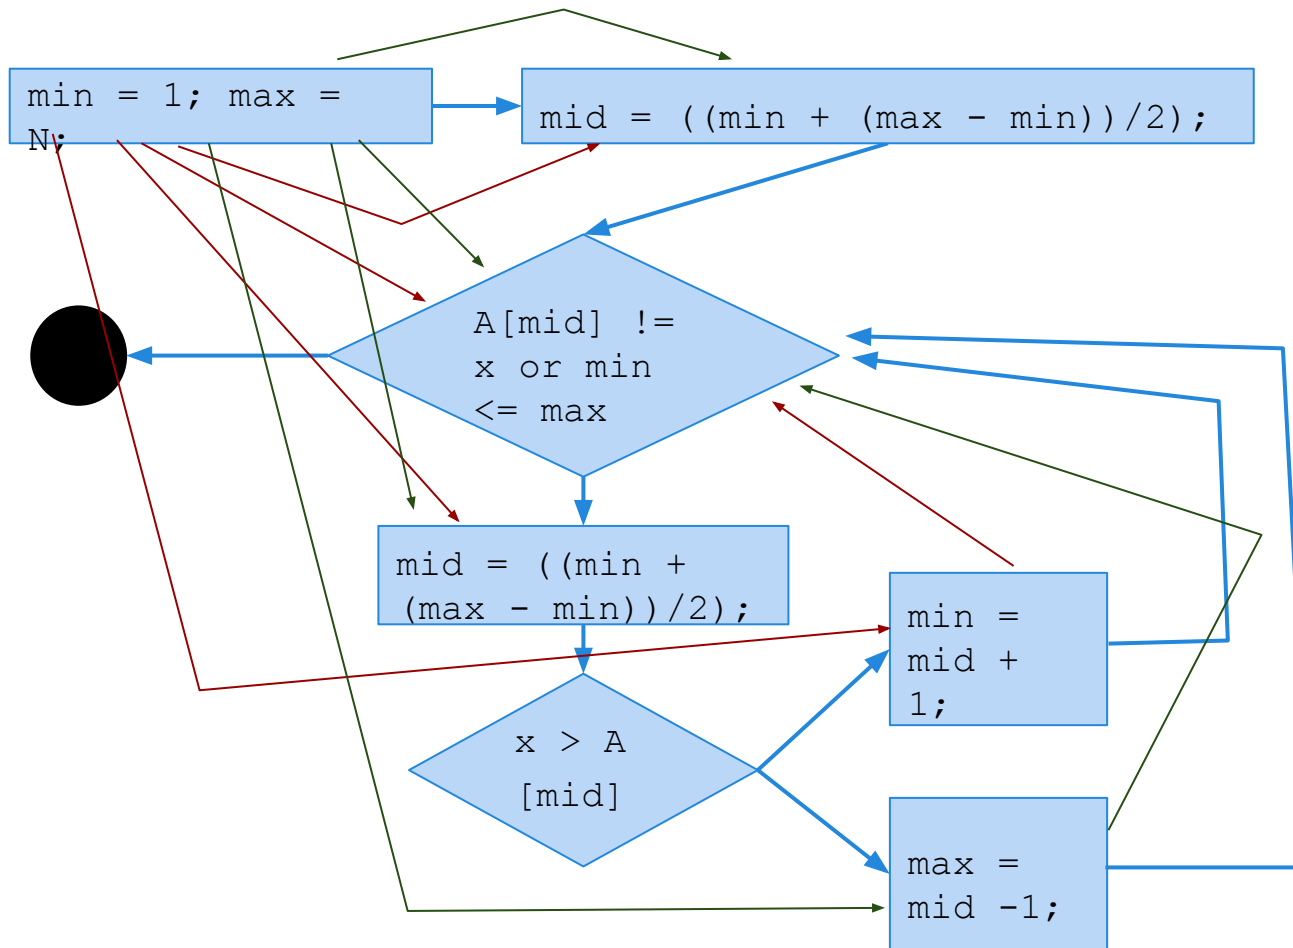 min = 1; max =
N;
mid = ((min + (max - min))/2);
A[mid] !=
x or min
<= max
mid = ((min +
(max - min))/2);
min =
mid +
1;
x > A
[mid]
max =
mid -1;